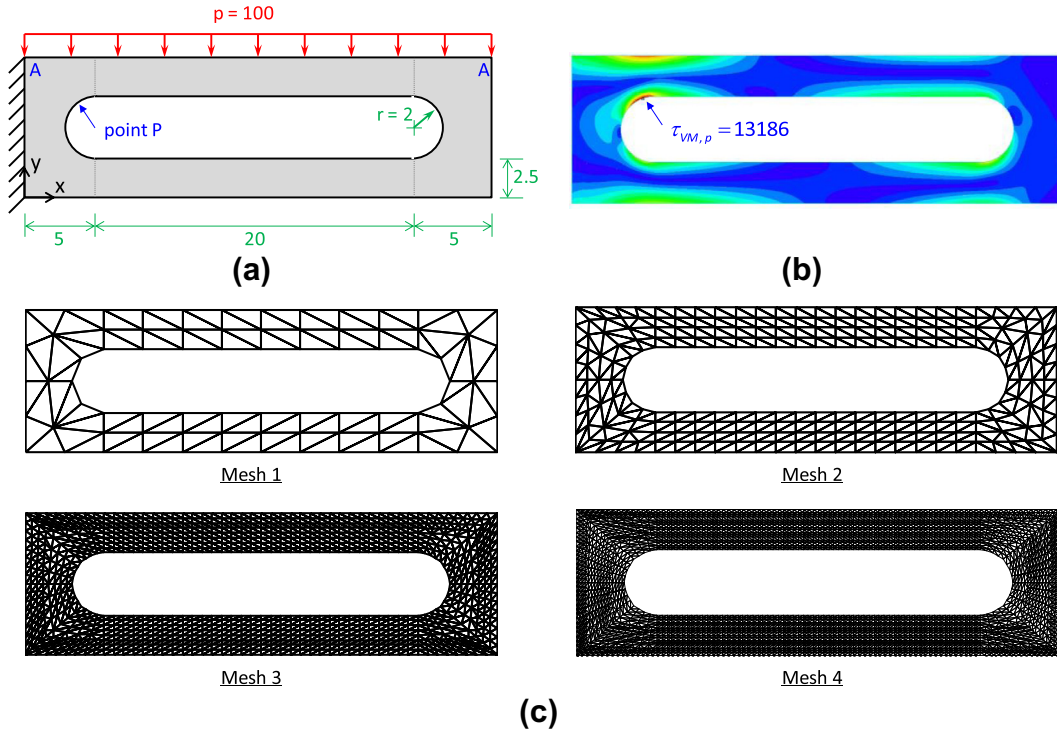 p = 100
A
A
point P
r = 2
y
x
2.5
5
20
5
(a)
τVM,p = 13186
(b)
Mesh 1
Mesh 2
Mesh 3
Mesh 4
(c)